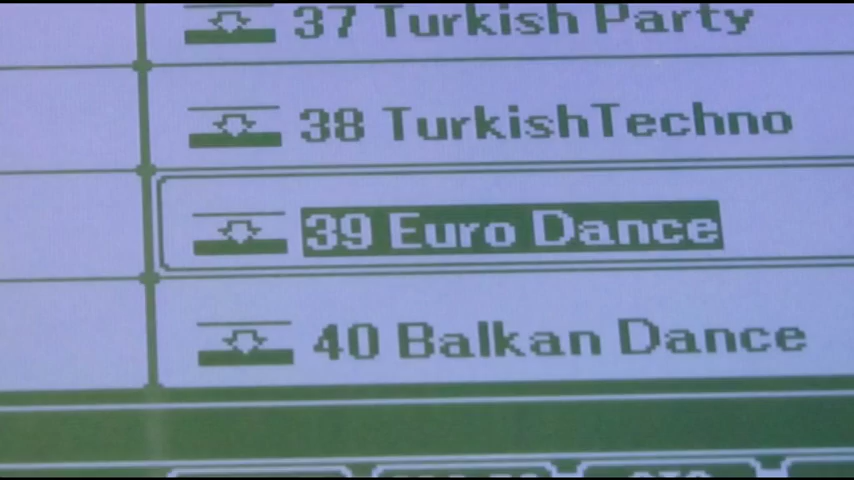 37 Turkish Party
38 TurkishTechno
39 Euro Dance
40 Balkan Dance